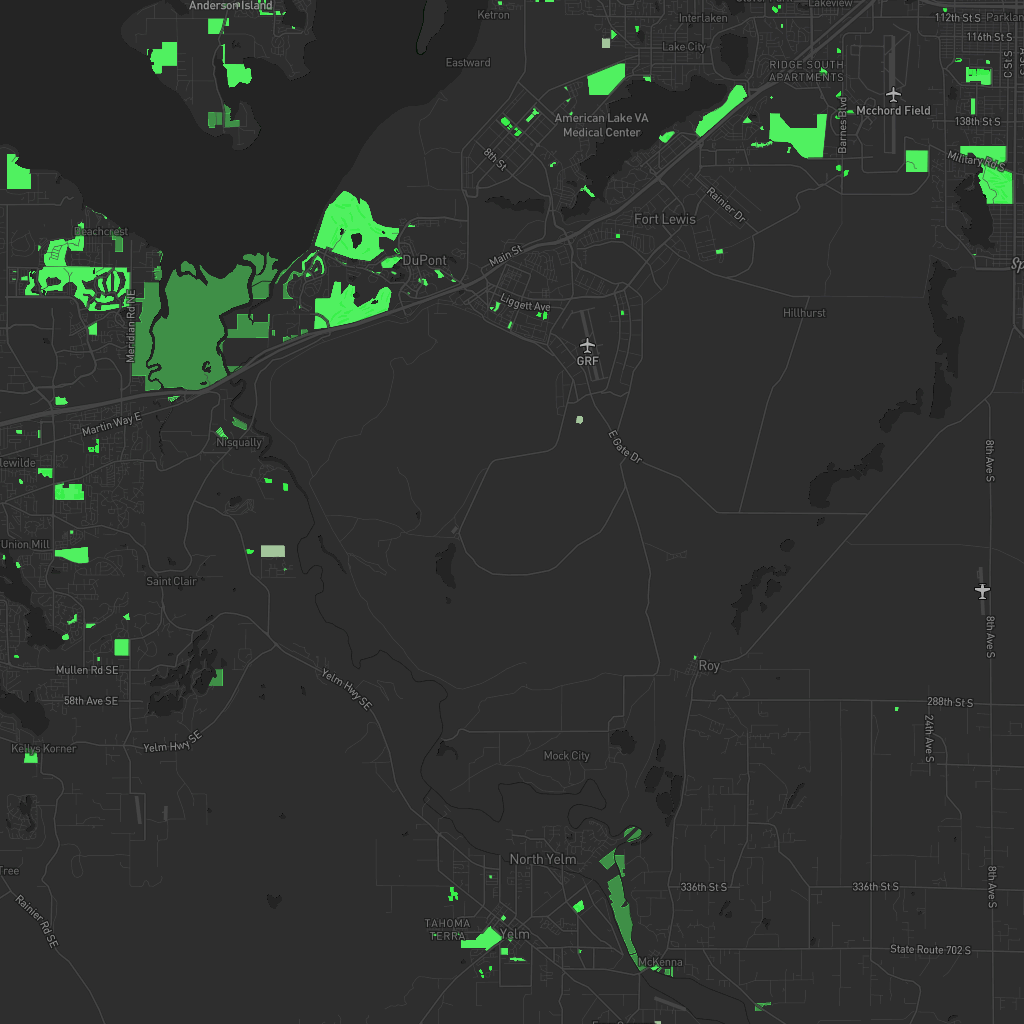 Anderson Island
Ketron
Interlaken
Lakeview
112th St S
Parkland
116th St S
C St S
Lake City
Eastward
RIDGE SOUTH
APARTMENTS
Mcchord Field
Barnes Blvd
138th St S
American Lake VA
Medical Center
8th St
Military Rd S
Rainier Dr
Fort Lewis
Beachcrest
Main St
DuPont
Meridian Rd NE
Liggett Ave
Hillhurst
GRF
Martin Way E
Nisqually
E Gate Dr
8th Ave S
Union Mill
Saint Clair
8th Ave S
Mullen Rd SE
58th Ave SE
Yelm Hwy SE
Roy
288th St S
24th Ave S
Kellys Korner
Yelm Hwy SE
Mock City
North Yelm
336th St S
336th St S
8th Ave S
Tree
Rainier Rd SE
TAHOMA
TERRA
Yelm
State Route 702 S
McKenna